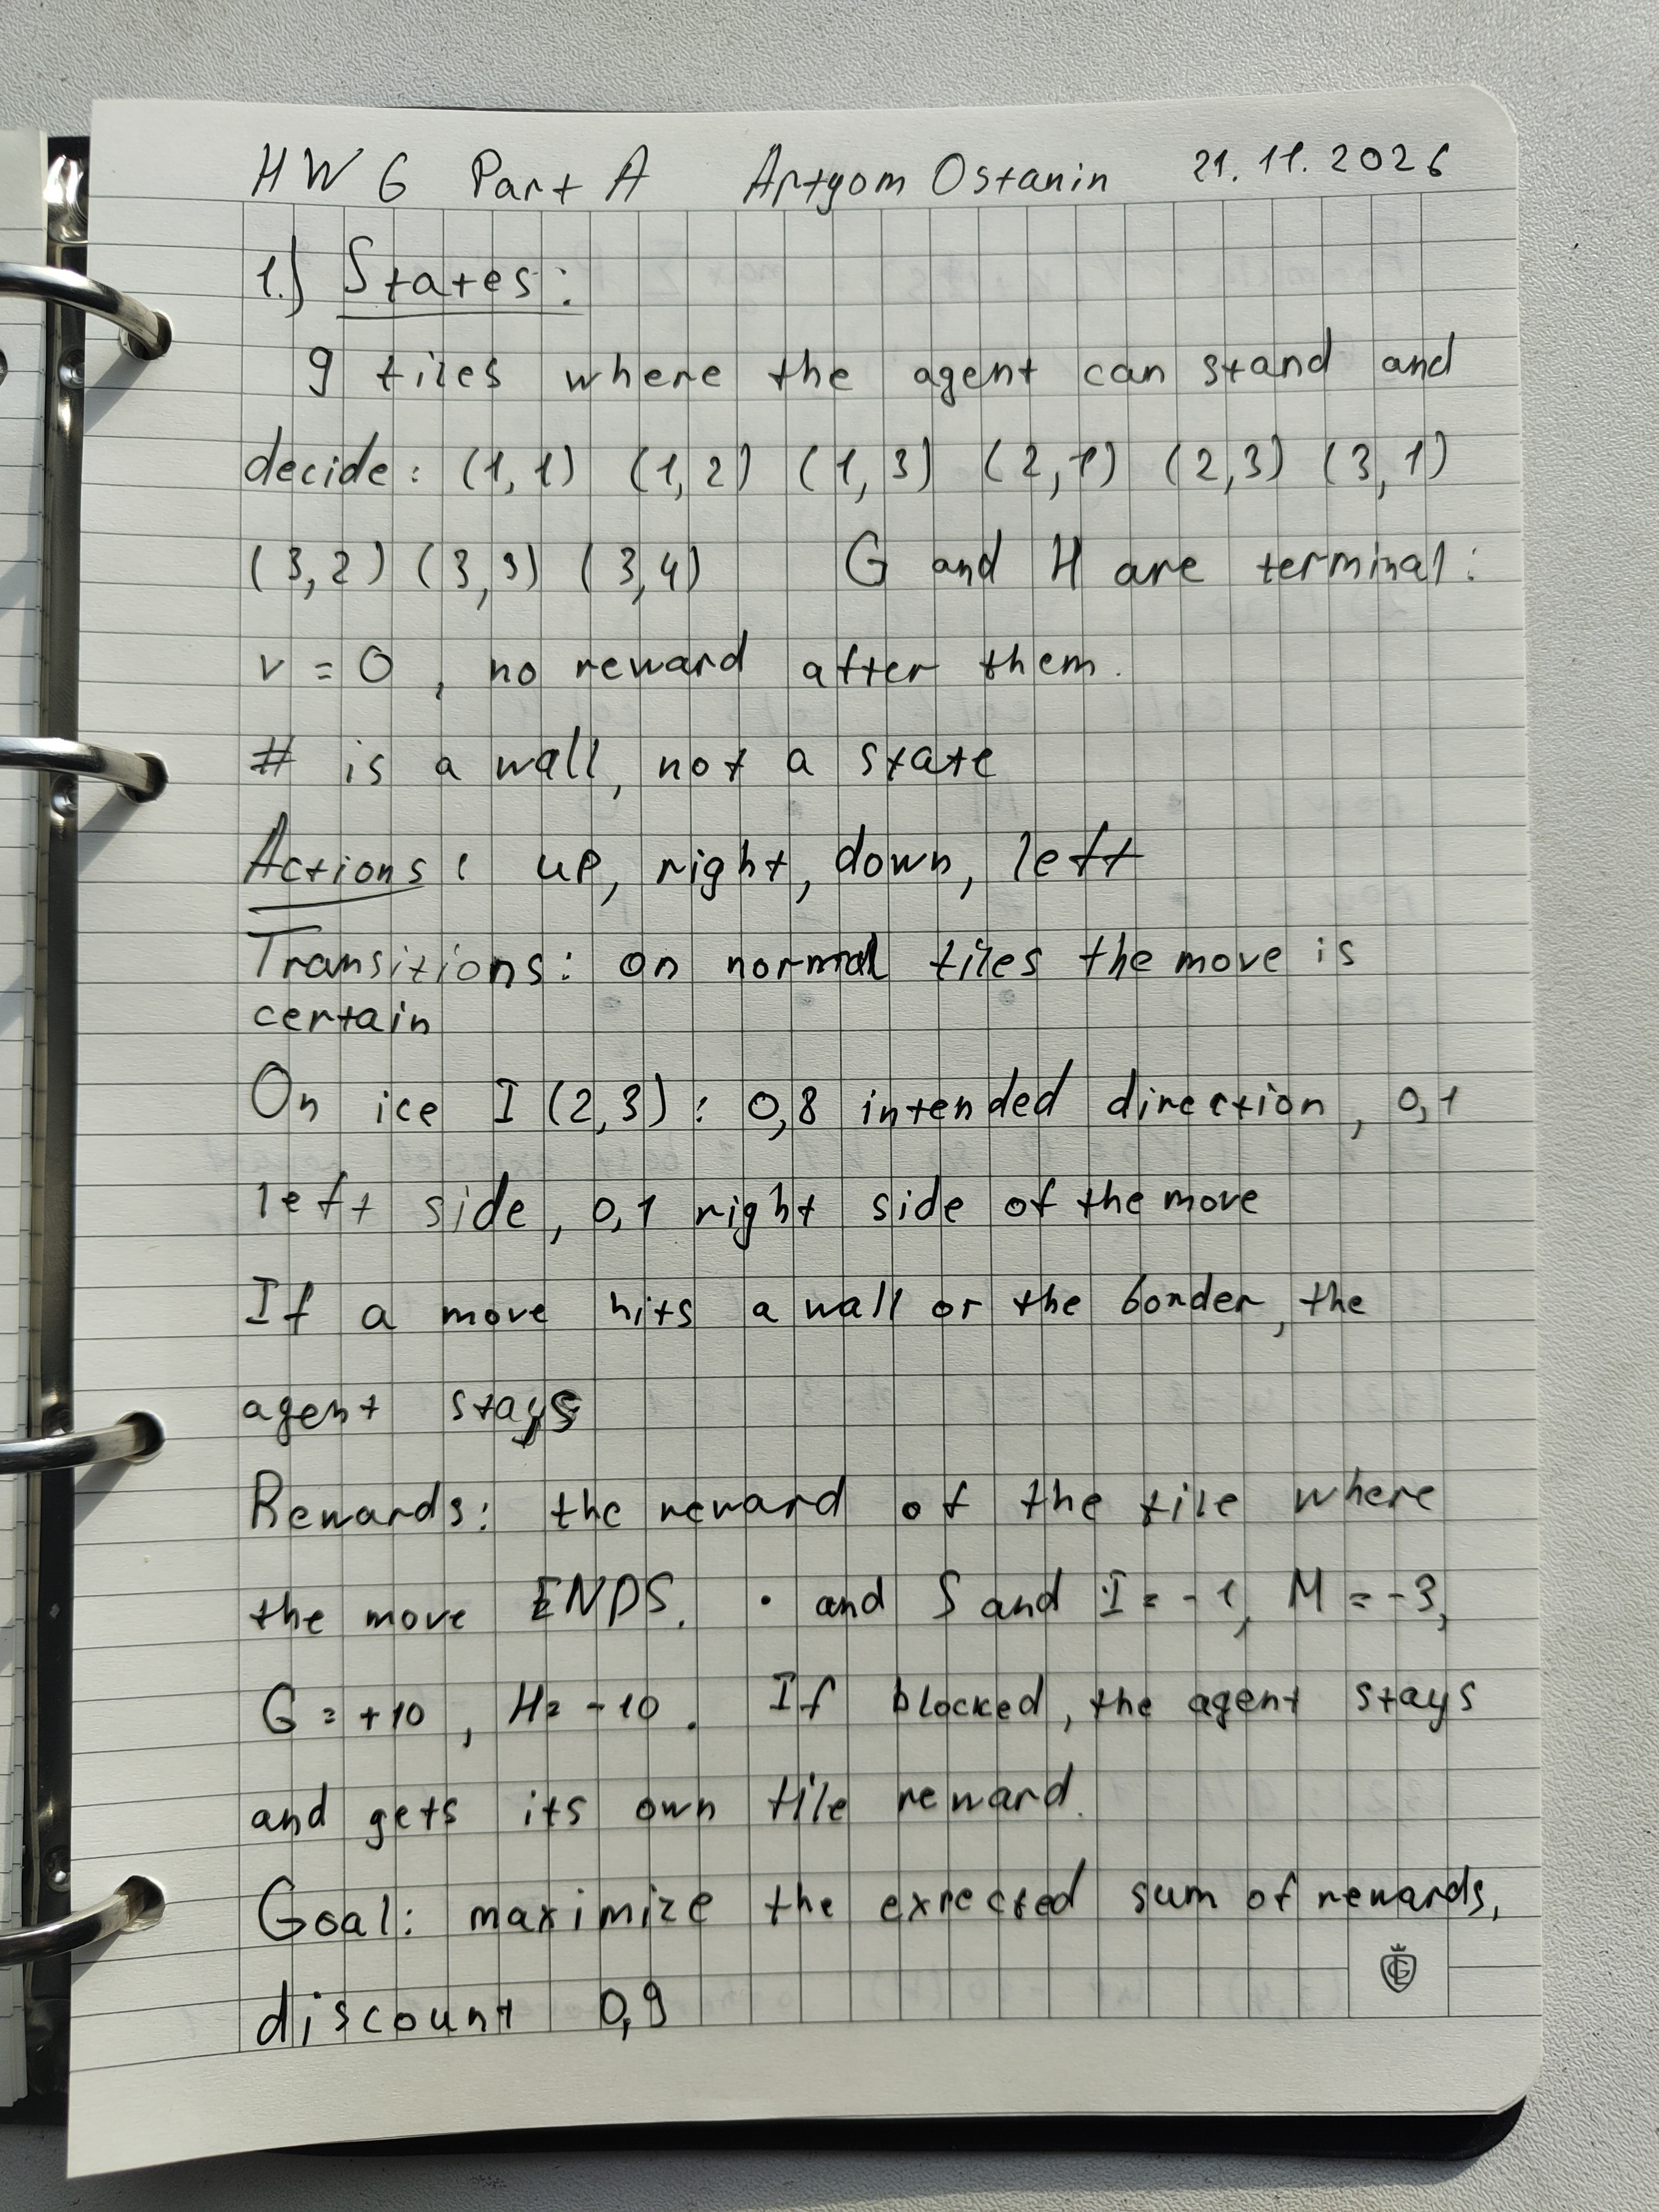 HW 6 Part A Artyom Ostanin 21.11.2026
1.) States:
9 tiles where the agent can stand and
decide: (1,1) (1,2) (1,3) (2,1) (2,3) (3,1)
(3,2) (3,3) (3,4) G and H are terminal:
v = 0, no reward after them.
# is a wall, not a state
Actions: up, right, down, left
Transitions: on normal tiles the move is
certain
On ice I (2,3): 0,8 intended direction, 0,1
left side, 0,1 right side of the move
If a move hits a wall or the border, the
agent stays
Rewards: the reward of the tile where
the move ENDS. • and S and I = -1, M = -3,
G = +10, H = -10. If blocked, the agent stays
and gets its own tile reward.
Goal: maximize the expected sum of rewards,
discount 0,9